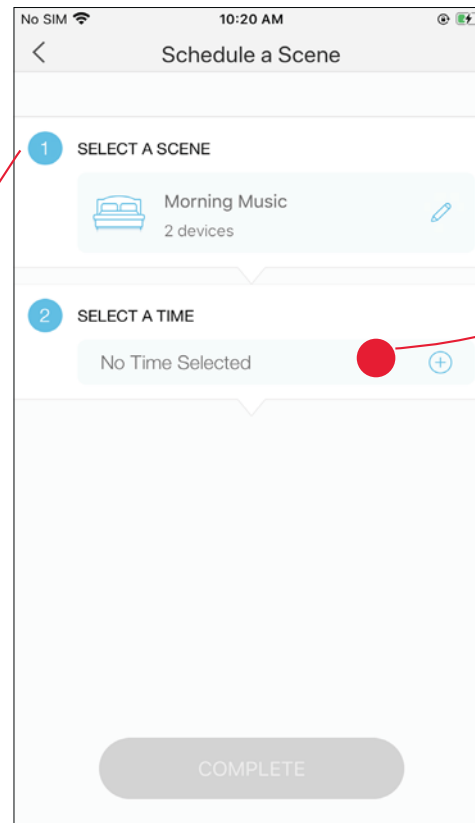 No SIM 10:20 AM
Schedule a Scene
1 SELECT A SCENE
Morning Music
2 devices
2 SELECT A TIME
No Time Selected
COMPLETE